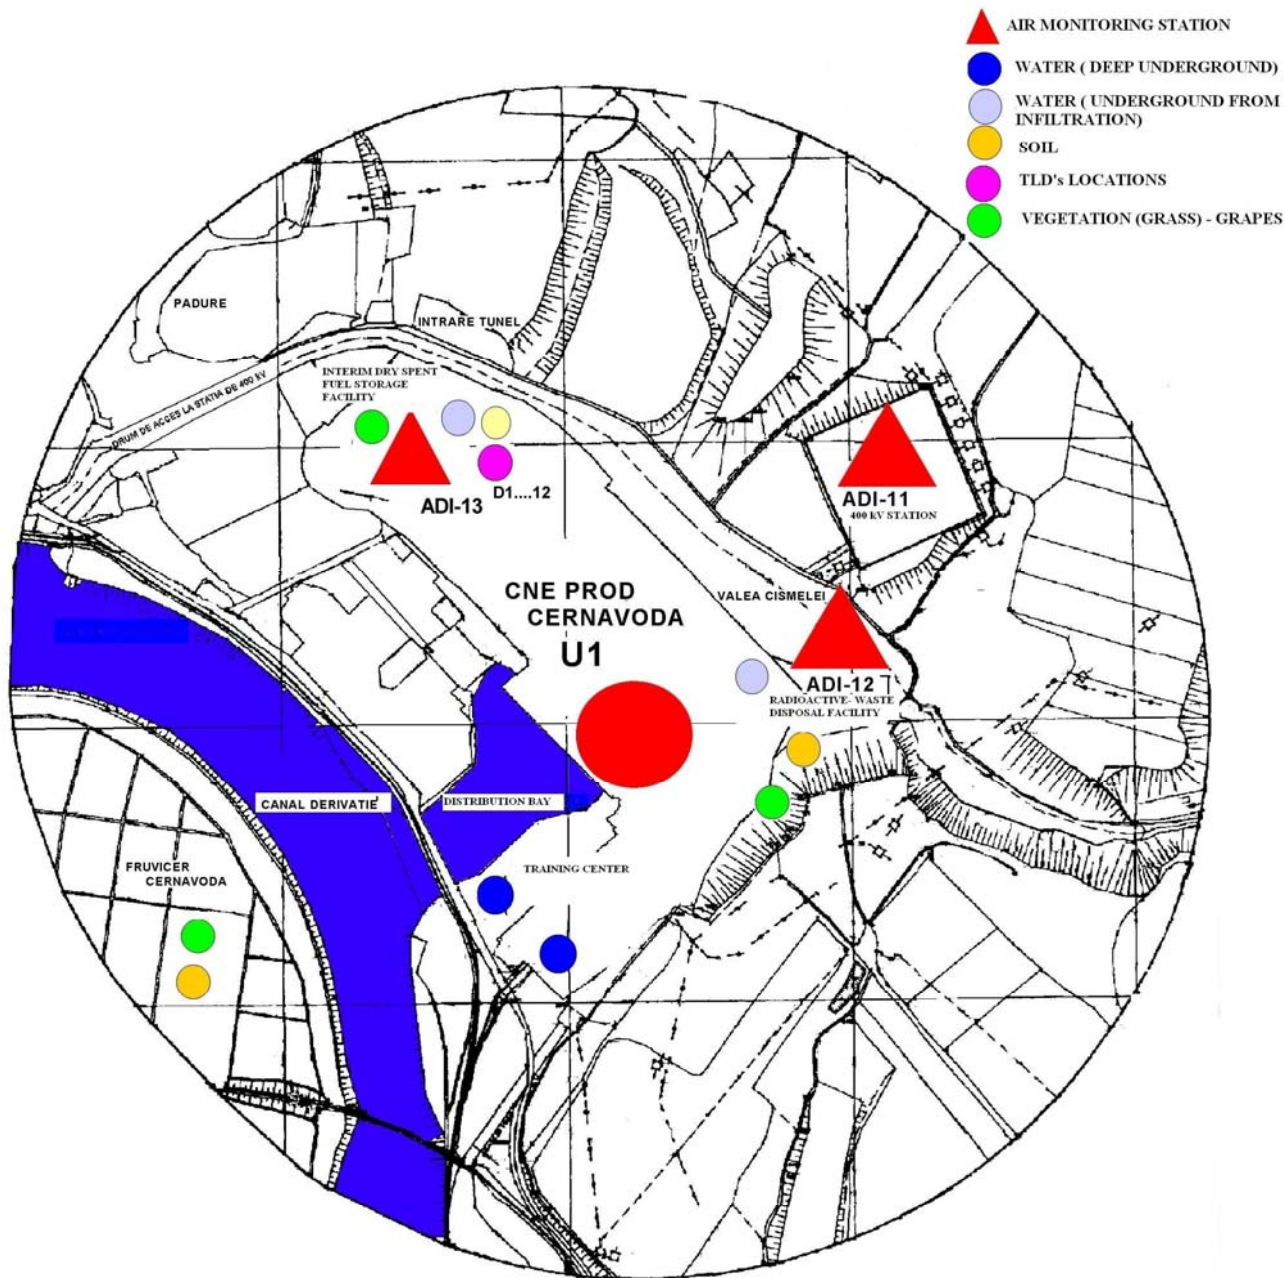 AIR MONITORING STATION
WATER ( DEEP UNDERGROUND)
WATER ( UNDERGROUND FROM
INFILTRATION)
SOIL
TLD's LOCATIONS
VEGETATION (GRASS) - GRAPES
PADURE
INTRARE TUNEL
DRUM DE ACCES LA STATIA DE 400 kV
INTERIM DRY SPENT
FUEL STORAGE
FACILITY
ADI-13
D1....12
ADI-11
400 kV STATION
CNE PROD
CERNAVODA
U1
VALEA CISMELEI
ADI-12
RADIOACTIVE- WASTE
DISPOSAL FACILITY
CANAL DERIVATIE
DISTRIBUTION BAY
TRAINING CENTER
FRUVICER
CERNAVODA